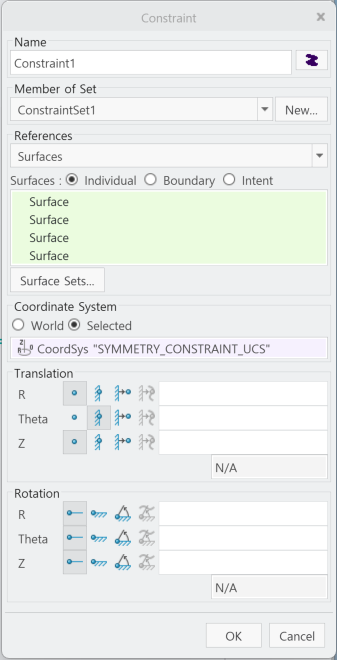 Constraint
Name
Constraint1
Member of Set
ConstraintSet1
New...
References
Surfaces
Surfaces : Individual Boundary Intent
Surface
Surface
Surface
Surface
Surface Sets...
Coordinate System
World Selected
CoordSys "SYMMETRY_CONSTRAINT_UCS"
Translation
R
Theta
Z
N/A
Rotation
R
Theta
Z
N/A
OK Cancel